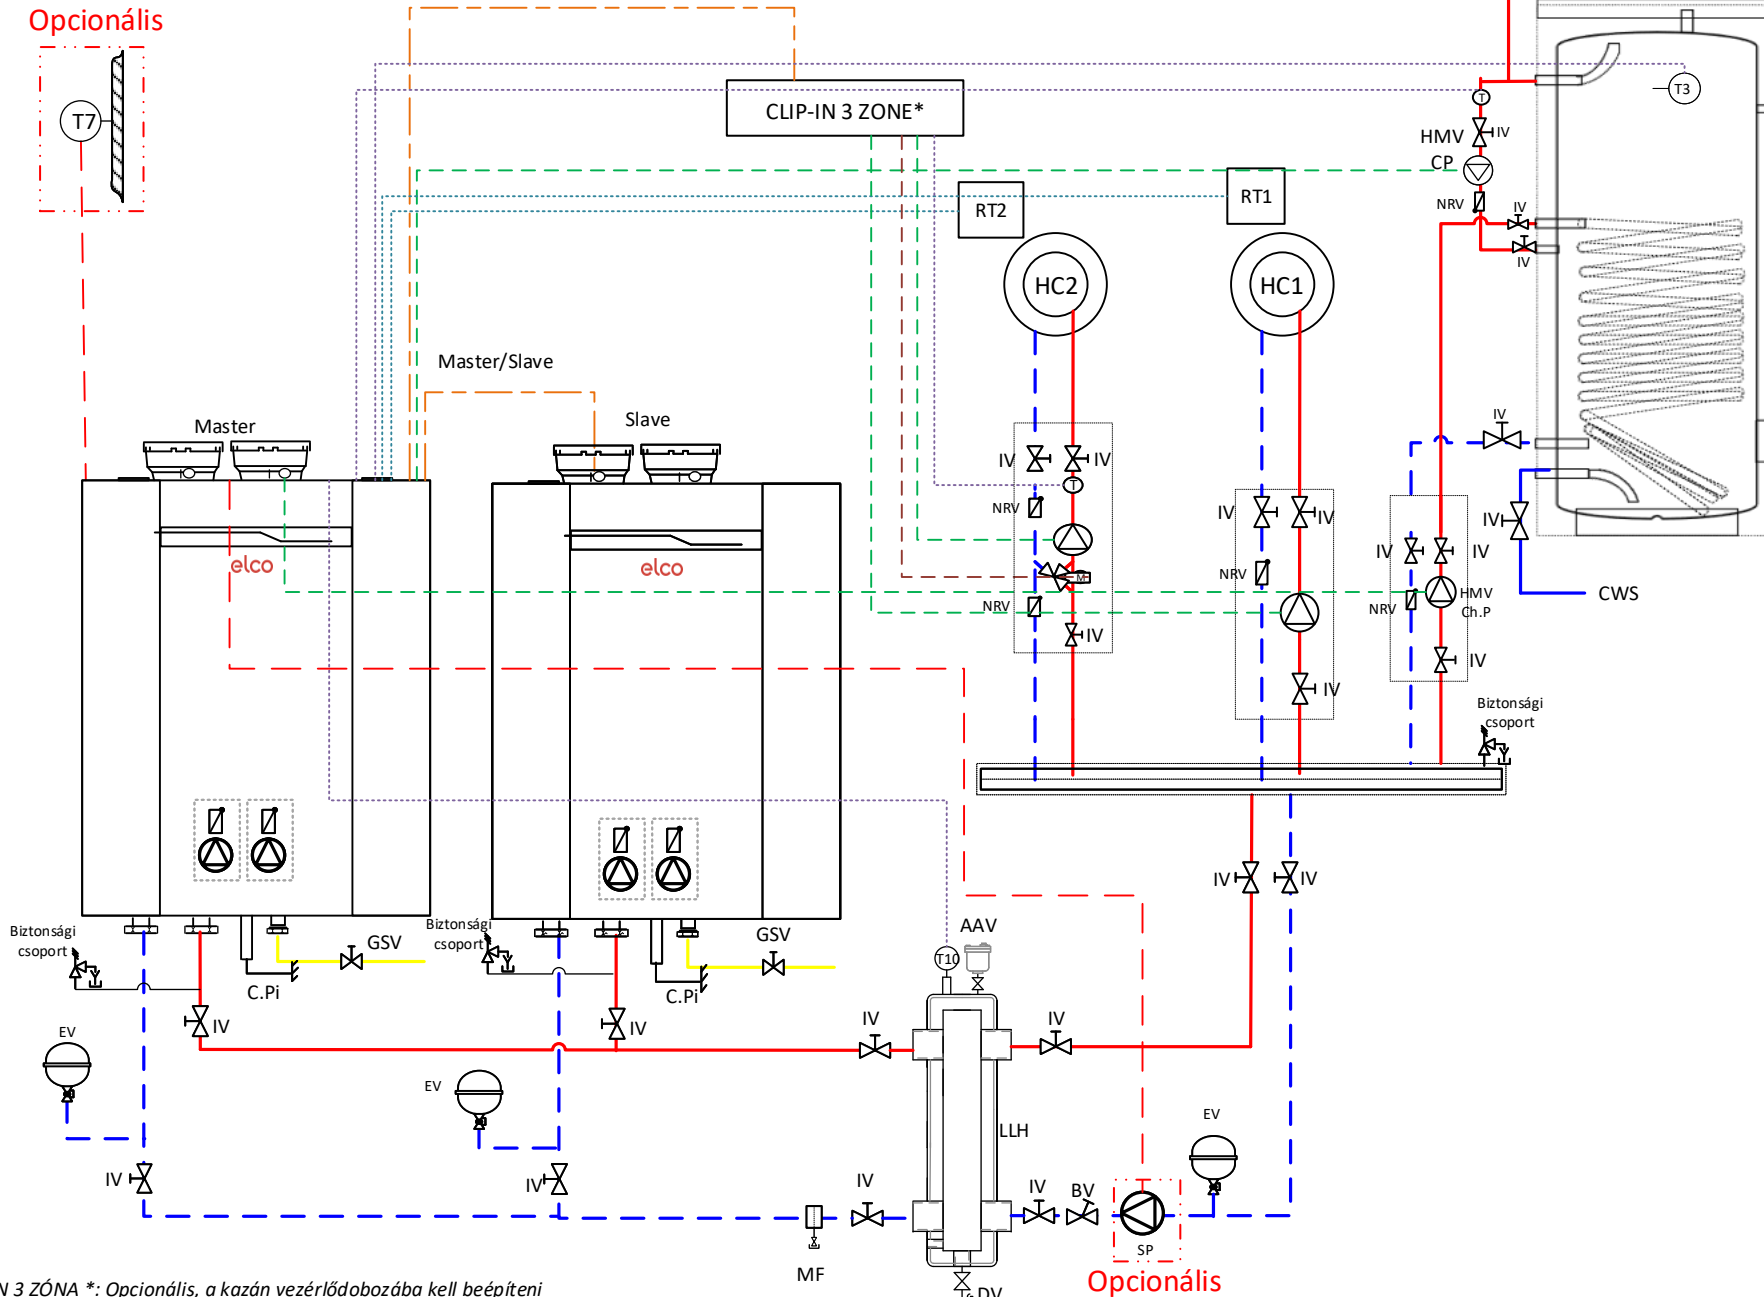 Opcionális
T7
CLIP-IN 3 ZONE*
T3
T
IV
HMV
CP
NRV
IV
IV
RT2
RT1
HC2
HC1
Master/Slave
Master
Slave
IV
IV
IV
T
NRV
M
NRV
IV
IV
IV
NRV
IV
IV
IV
IV
NRV
HMV
Ch.P
IV
CWS
elco
elco
Biztonsági
csoport
IV
IV
Biztonsági
csoport
GSV
C.Pi
IV
Biztonsági
csoport
GSV
C.Pi
IV
AAV
T10
IV
IV
EV
EV
EV
LLH
IV
IV
IV
IV
BV
SP
MF
DV
Opcionális
N 3 ZÓNA *: Opcionális, a kazán vezérlődobozába kell beépíteni